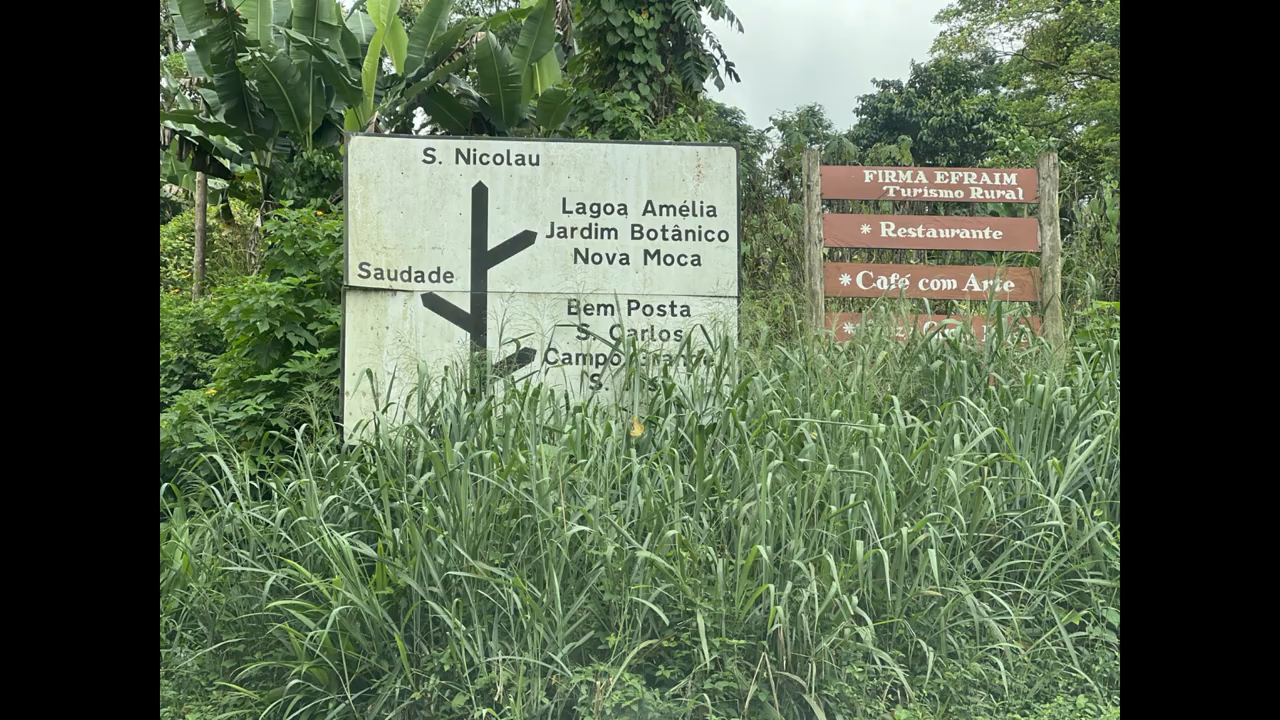 S. Nicolau
Lagoa Amélia
Jardim Botânico
Nova Moca
Saudade
Bem Posta
S. Carlos
Campo Grande
S.
FIRMA EFRAIM
Turismo Rural
* Restaurante
* Café com Arte
*